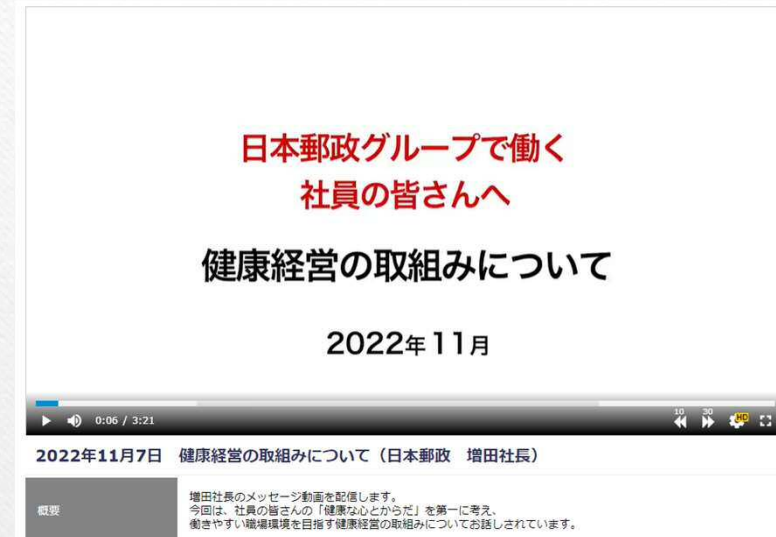 日本郵政グループで働く
社員の皆さんへ
健康経営の取組みについて
2022年11月
0:06 / 3:21
10
30
HD
2022年11月7日　健康経営の取組みについて（日本郵政　増田社長）
概要
増田社長のメッセージ動画を配信します。
今回は、社員の皆さんの「健康な心とからだ」を第一に考え、
働きやすい職場環境を目指す健康経営の取組みについてお話しされています。